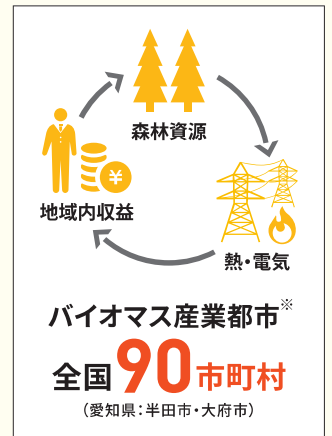 森林資源
¥
地域内収益
熱・電気
バイオマス産業都市※
全国90市町村
（愛知県：半田市・大府市）